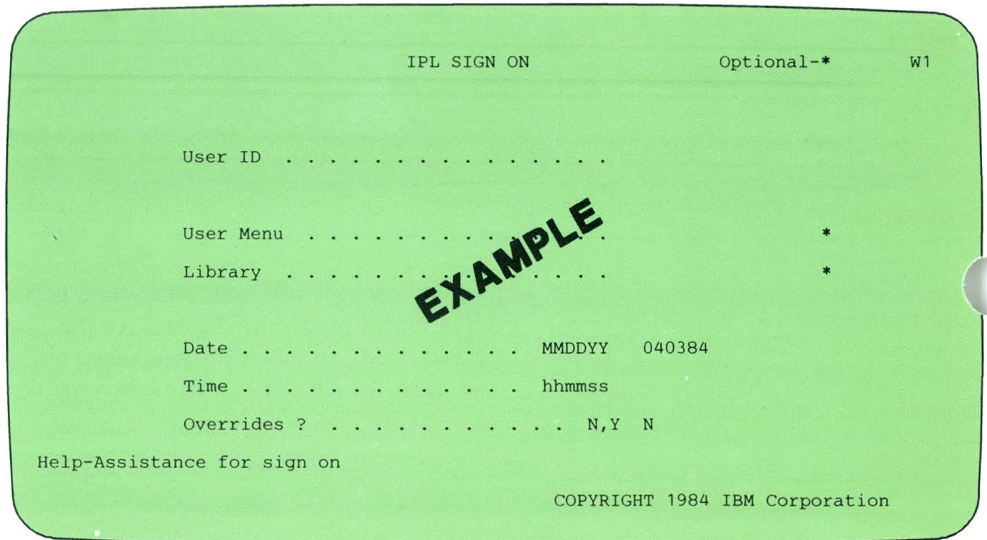 IPL SIGN ON Optional-* W1
User ID . . . . . . . . . . . . . . .
User Menu . . . . . . . . . . . . . . *
Library . . . . . . . . . . . . . . . *
EXAMPLE
Date . . . . . . . . . . . . . MMDDYY 040384
Time . . . . . . . . . . . . . hhmmss
Overrides ? . . . . . . . . . . . . N,Y N
Help-Assistance for sign on
COPYRIGHT 1984 IBM Corporation